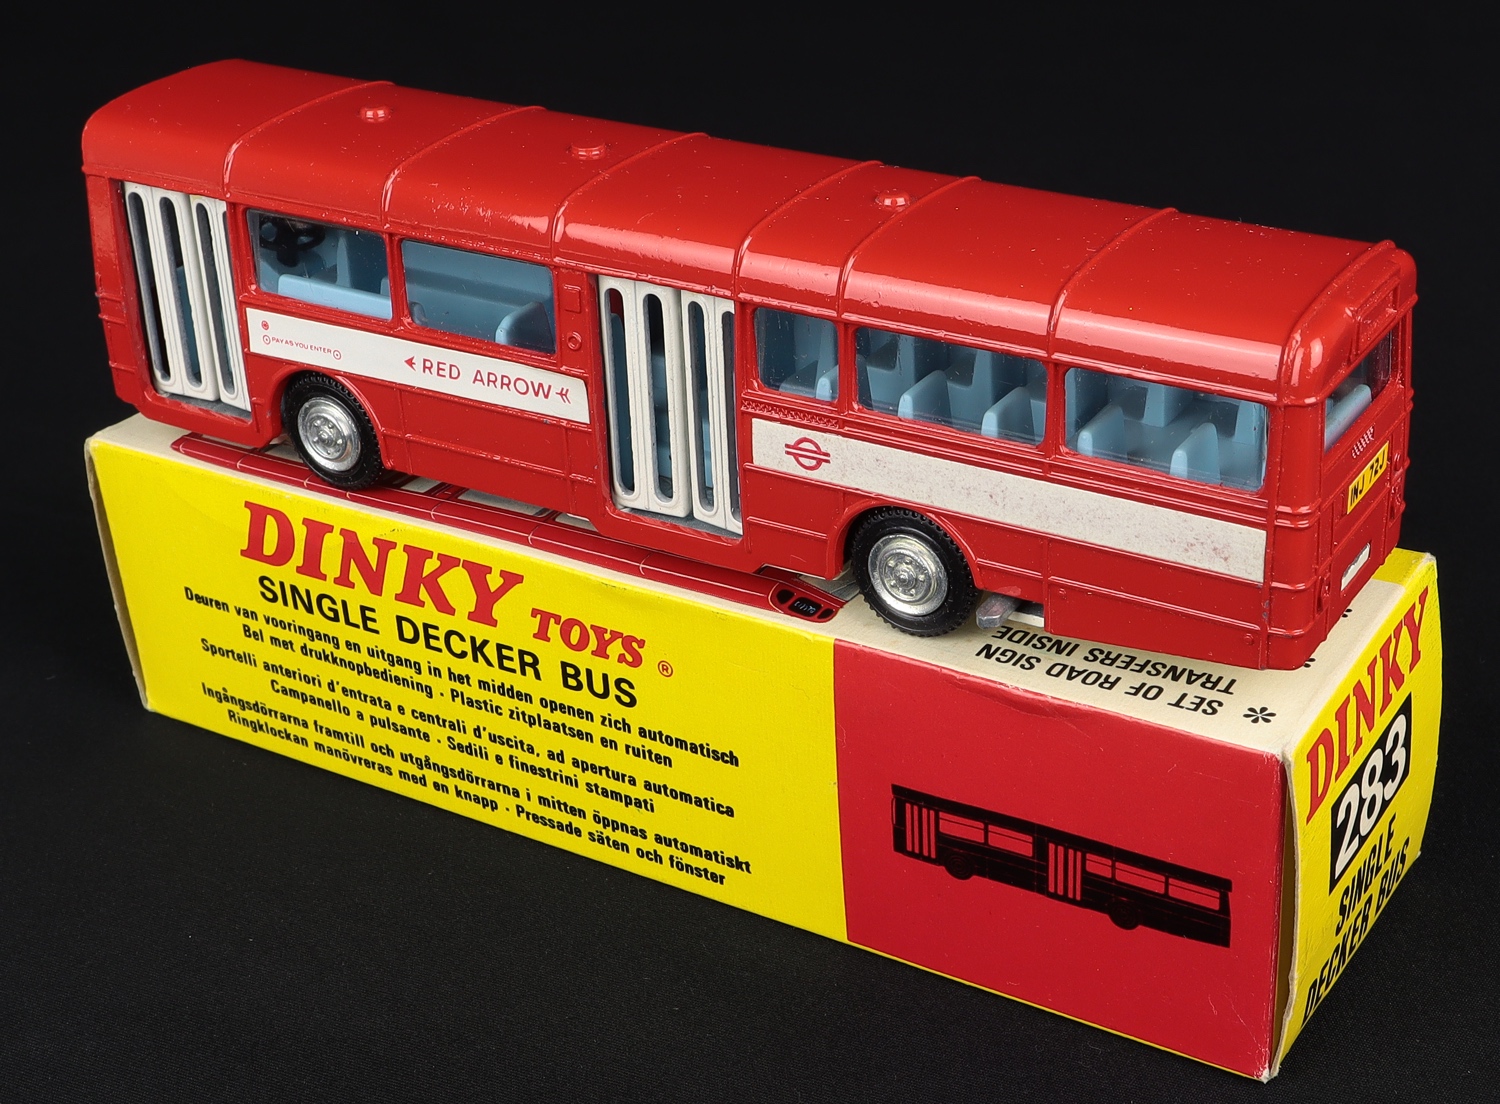 PAY AS YOU ENTER
RED ARROW
INJ 72J
DINKY TOYS ®
SINGLE DECKER BUS
Deuren van vooringang en uitgang in het midden openen zich automatisch
Bel met drukknopbediening · Plastic zitplaatsen en ruiten
Sportelli anteriori d'entrata e centrali d'uscita, ad apertura automatica
Campanello a pulsante · Sedili e finestrini stampati
Ingångsdörrarna framtill och utgångsdörrarna i mitten öppnas automatiskt
Ringklockan manövreras med en knapp · Pressade säten och fönster
* SET OF ROAD SIGN
TRANSFERS INSIDE *
DINKY
283
SINGLE
DECKER BUS